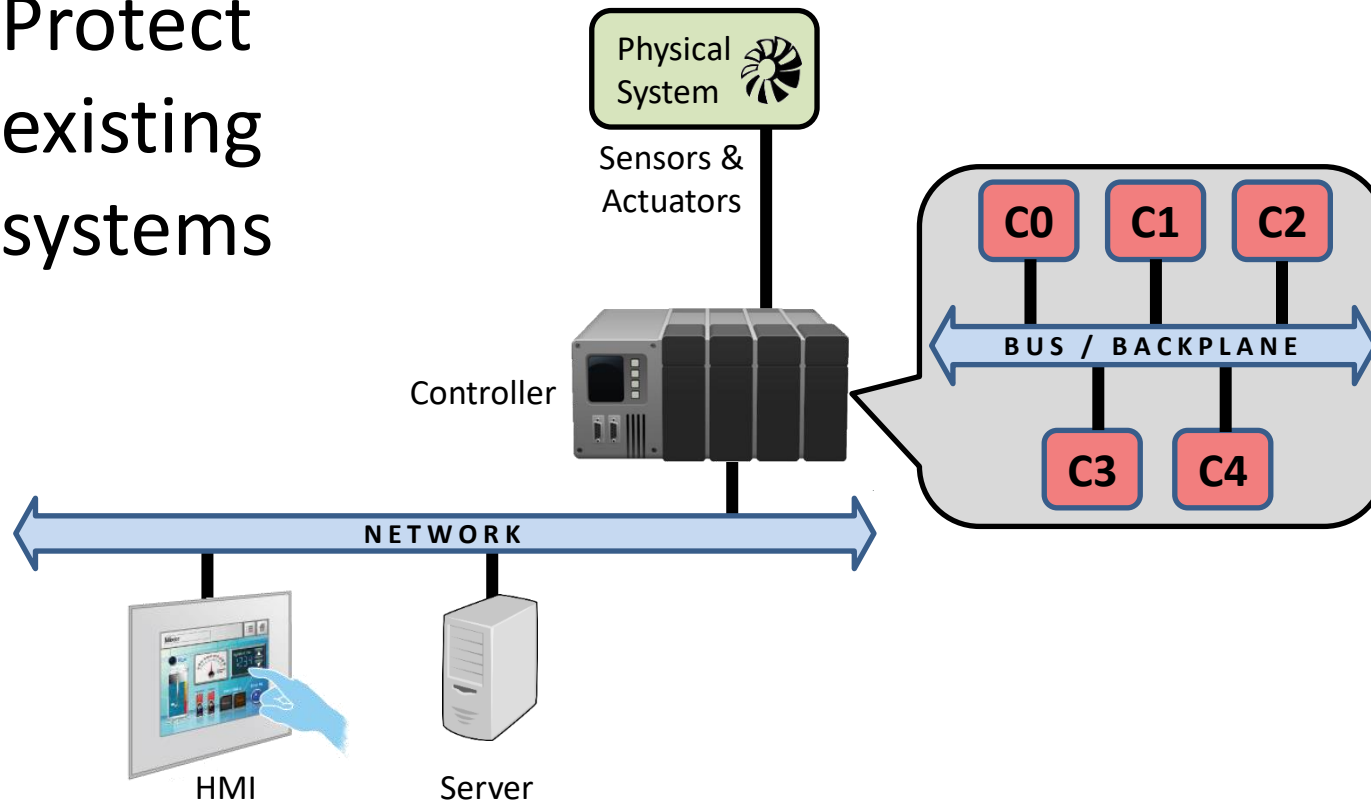 Protect
existing
systems
Physical
System
Sensors &
Actuators
C0 C1 C2
BUS / BACKPLANE
Controller
C3 C4
NETWORK
HMI
Server